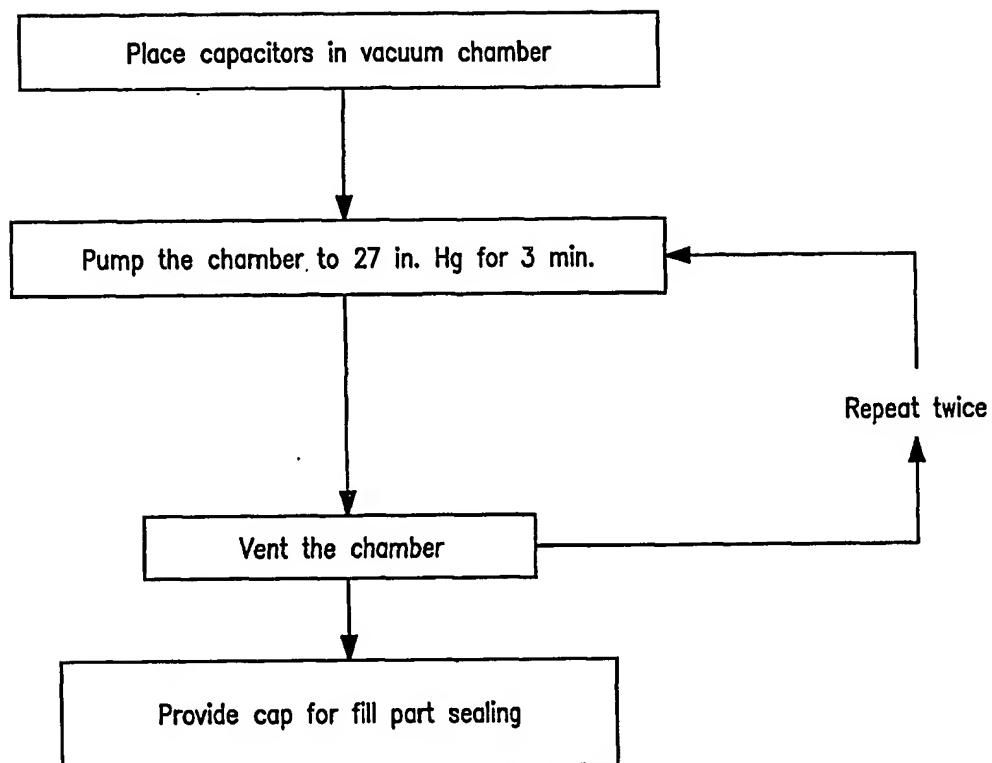 Place capacitors in vacuum chamber
Pump the chamber to 27 in. Hg for 3 min.
Repeat twice
Vent the chamber
Provide cap for fill part sealing